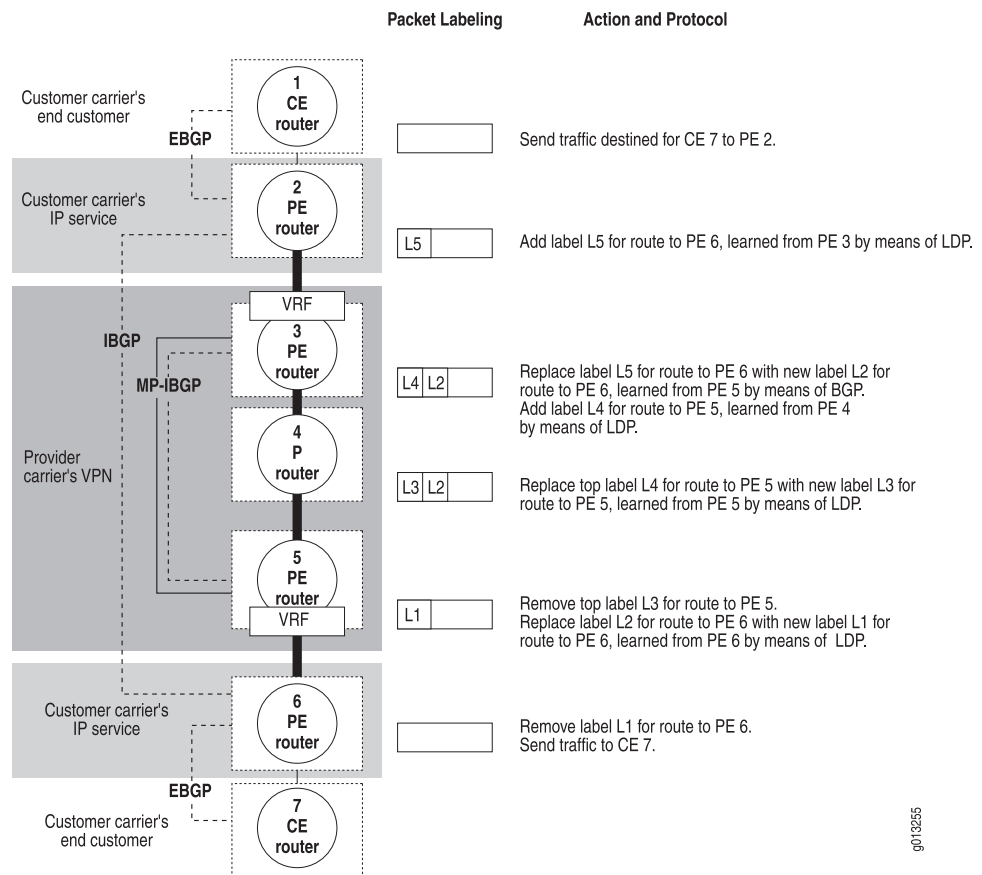 Packet Labeling
Action and Protocol
Customer carrier's
end customer
EBGP
1
CE
router
Send traffic destined for CE 7 to PE 2.
Customer carrier's
IP service
2
PE
router
L5
Add label L5 for route to PE 6, learned from PE 3 by means of LDP.
VRF
IBGP
MP-IBGP
3
PE
router
L4 L2
Replace label L5 for route to PE 6 with new label L2 for
route to PE 6, learned from PE 5 by means of BGP.
Add label L4 for route to PE 5, learned from PE 4
by means of LDP.
Provider
carrier's VPN
4
P
router
L3 L2
Replace top label L4 for route to PE 5 with new label L3 for
route to PE 5, learned from PE 5 by means of LDP.
5
PE
router
VRF
L1
Remove top label L3 for route to PE 5.
Replace label L2 for route to PE 6 with new label L1 for
route to PE 6, learned from PE 6 by means of LDP.
Customer carrier's
IP service
6
PE
router
Remove label L1 for route to PE 6.
Send traffic to CE 7.
EBGP
Customer carrier's
end customer
7
CE
router
g013255